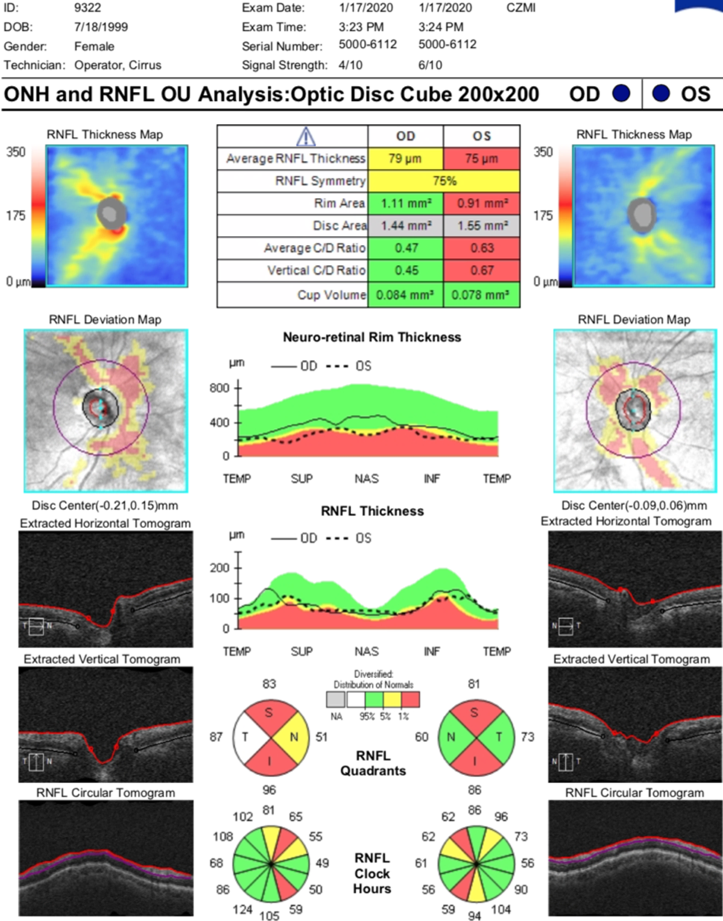 ID: 9322 Exam Date: 1/17/2020 1/17/2020 CZMI
DOB: 7/18/1999 Exam Time: 3:23 PM 3:24 PM
Gender: Female Serial Number: 5000-6112 5000-6112
Technician: Operator, Cirrus Signal Strength: 4/10 6/10
ONH and RNFL OU Analysis:Optic Disc Cube 200x200 OD OS
RNFL Thickness Map
350
175
0 µm
OD OS
Average RNFL Thickness 79 µm 75 µm
RNFL Symmetry 75%
Rim Area 1.11 mm² 0.91 mm²
Disc Area 1.44 mm² 1.55 mm²
Average C/D Ratio 0.47 0.63
Vertical C/D Ratio 0.45 0.67
Cup Volume 0.084 mm³ 0.078 mm³
RNFL Thickness Map
350
175
0 µm
RNFL Deviation Map
Disc Center(-0.21,0.15)mm
Neuro-retinal Rim Thickness
µm OD OS
800
400
0
TEMP SUP NAS INF TEMP
RNFL Deviation Map
Disc Center(-0.09,0.06)mm
Extracted Horizontal Tomogram
T N
RNFL Thickness
µm OD OS
200
100
0
TEMP SUP NAS INF TEMP
Extracted Horizontal Tomogram
N T
Extracted Vertical Tomogram
T N
Diversified:
Distribution of Normals
NA 95% 5% 1%
83
S
87 T N 51
I
96
RNFL
Quadrants
81
S
60 N T 73
I
86
Extracted Vertical Tomogram
N T
RNFL Circular Tomogram
81
102 65
108 55
68 49
86 50
124 59
105
RNFL
Clock
Hours
86
62 96
62 73
61 56
56 90
59 104
94
RNFL Circular Tomogram